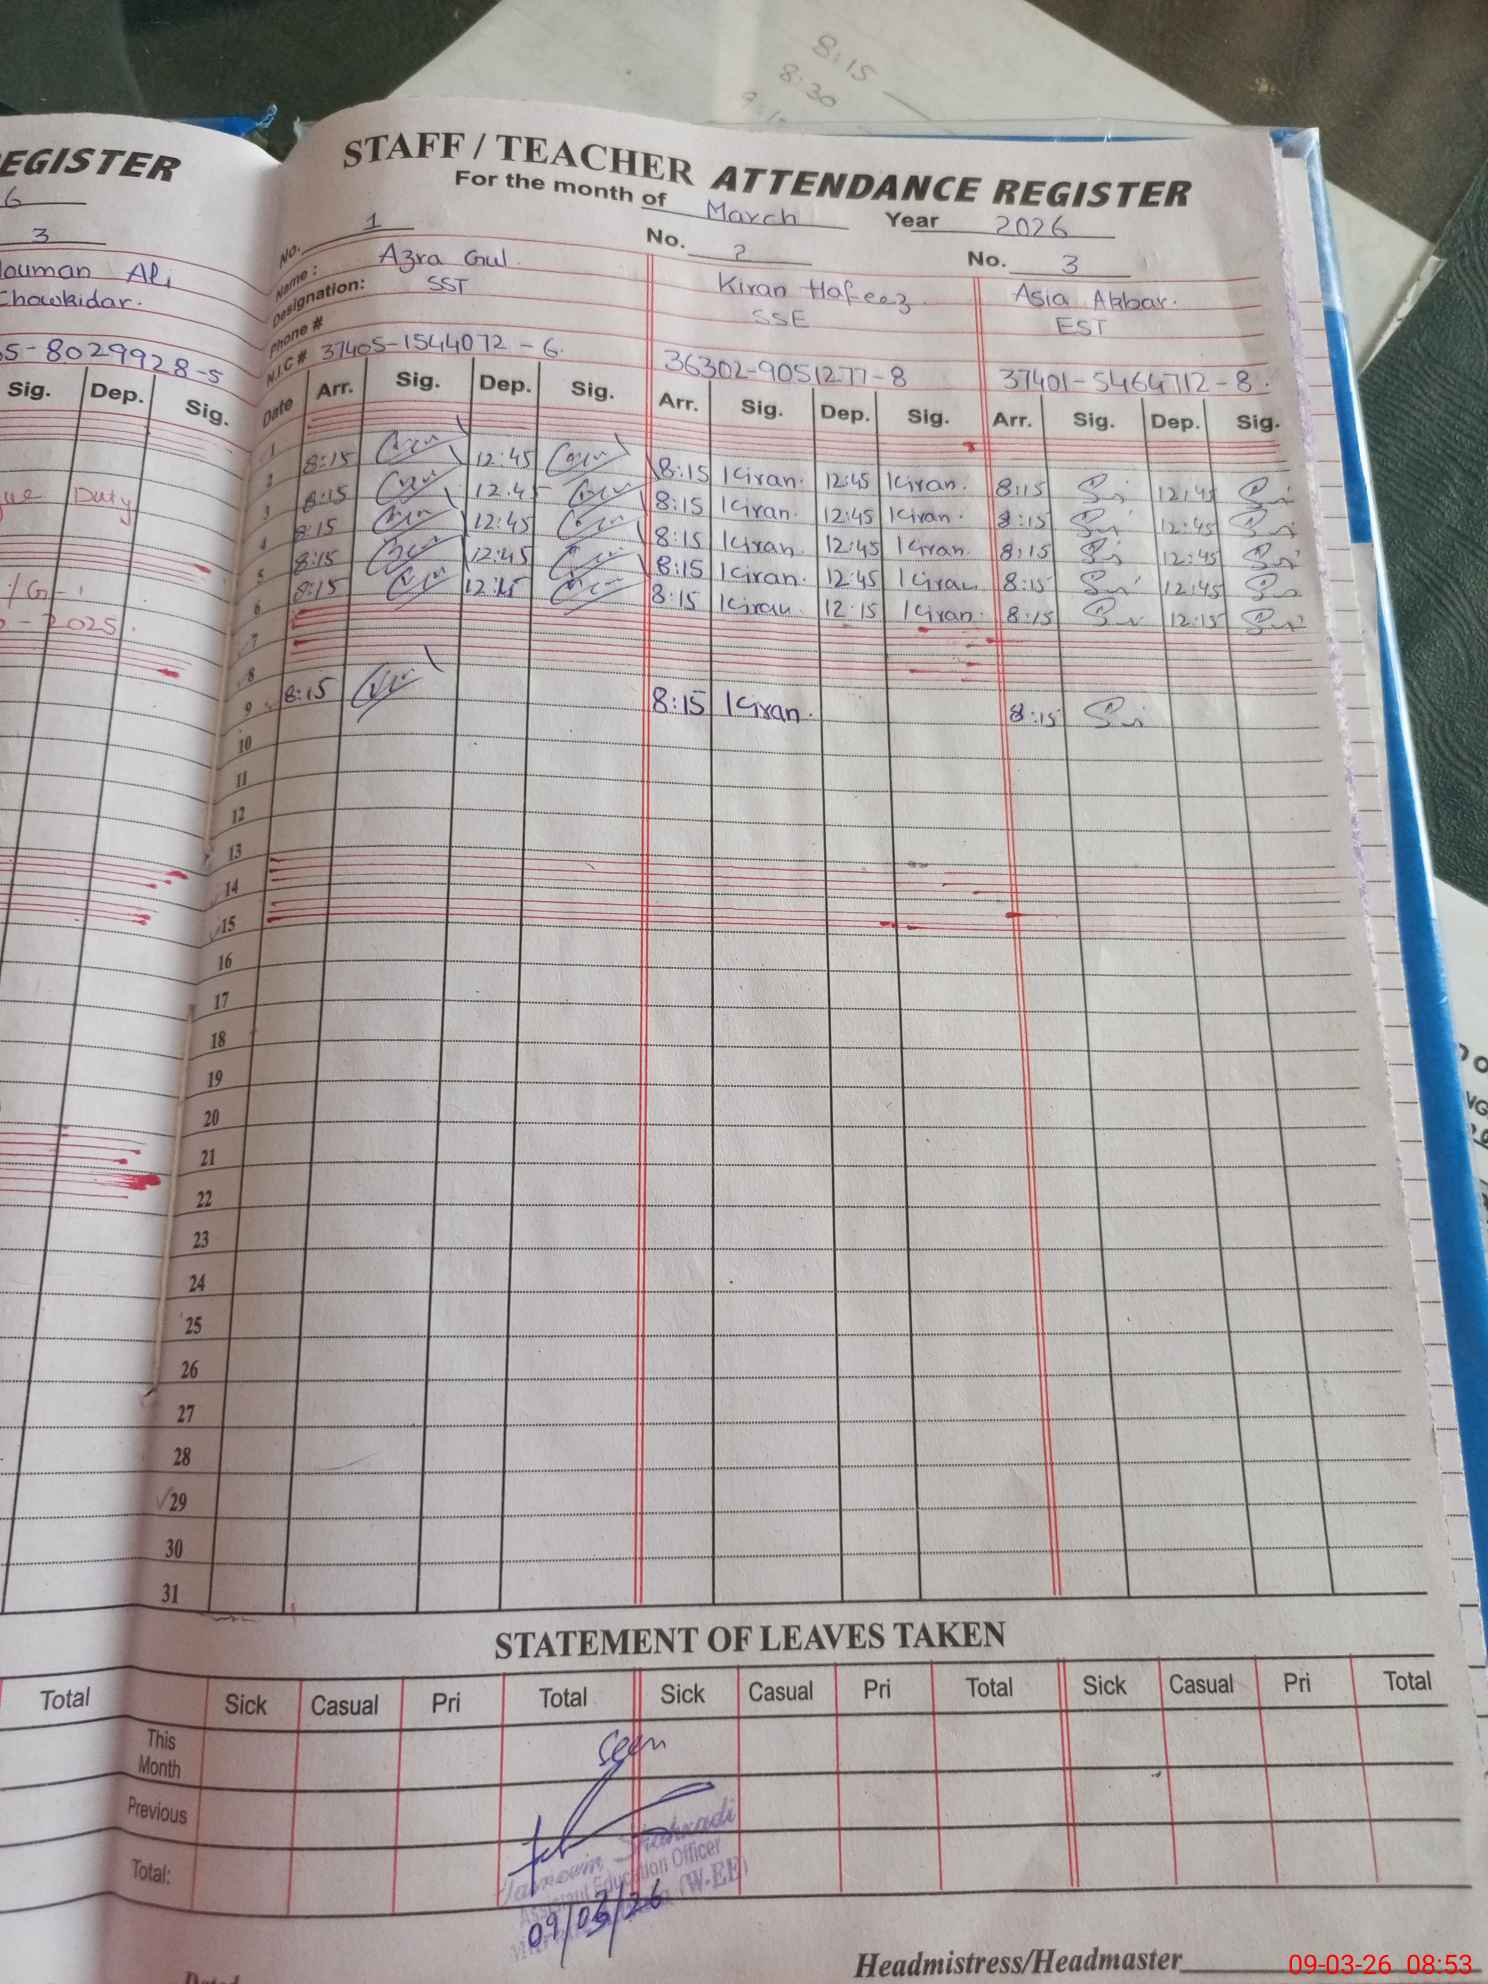 8:15
8:30
EGISTER
6
3
Chowkidar.
5-8029928-5
Sig. Dep. Sig.
Duty
-2025.
STAFF / TEACHER ATTENDANCE REGISTER
For the month of March Year 2026
No. 1 No. 2 No. 3
Name: Azra Gul. Kiran Hafeez Asia Akbar.
Designation: SST SSE EST
Phone #
N.I.C # 37405-1544072-6. 36302-9051277-8 37401-5464712-8.
Date Arr. Sig. Dep. Sig. Arr. Sig. Dep. Sig. Arr. Sig. Dep. Sig.
1
2 8:15 12:45 8:15 Kiran. 12:45 Kiran. 8:15 12:45
3 8:15 12:45 8:15 Kiran. 12:45 Kiran. 8:15 12:45
4 8:15 12:45 8:15 Kiran. 12:45 Kiran. 8:15 12:45
5 8:15 12:45 8:15 Kiran. 12:45 Kiran 8:15 12:45
6 8:15 8:15 Kiran. 12:15 Kiran. 8:15 12:15
7
8
9 8:15 8:15 Kiran. 8:15
10
11
12
13
14
15
16
17
18
19
20
21
22
23
24
25
26
27
28
29
30
31
STATEMENT OF LEAVES TAKEN
Total Sick Casual Pri Total Sick Casual Pri Total Sick Casual Pri Total
This Month
Previous
Total:
Seen
Assistant Education Officer
(W-EE)
09/03/26
Headmistress/Headmaster
09-03-26 08:53